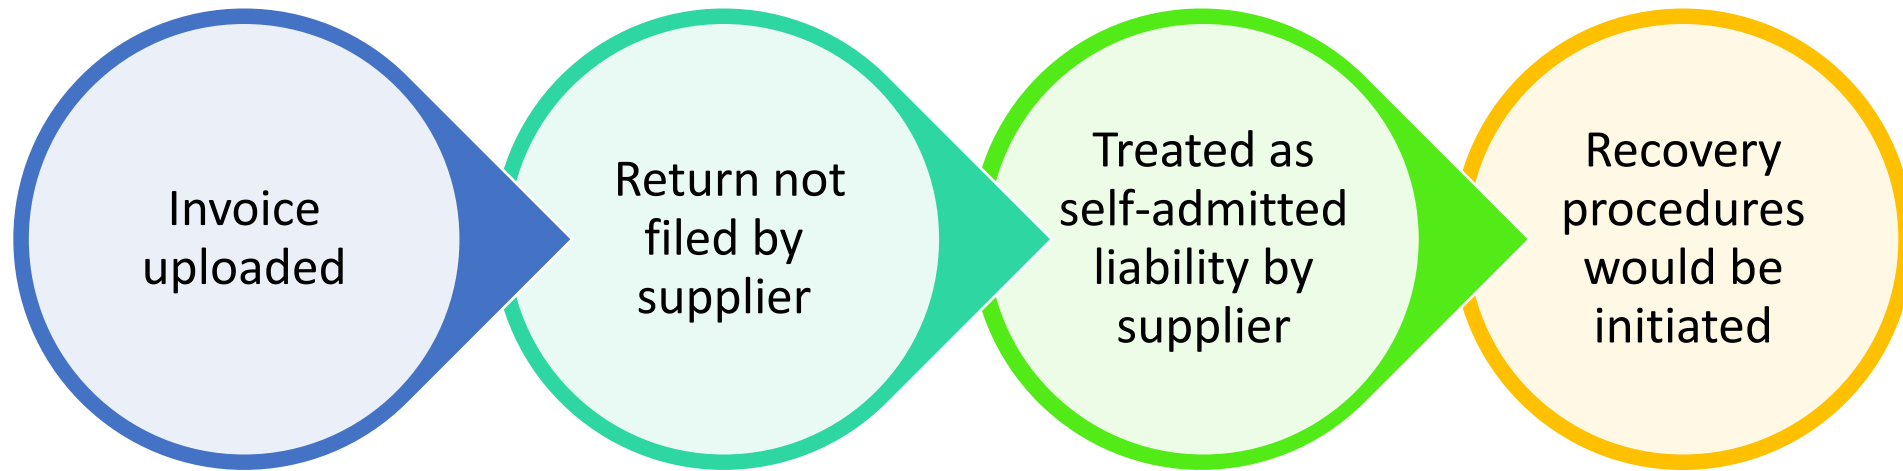 Invoice
uploaded
Return not
filed by
supplier
Treated as
self-admitted
liability by
supplier
Recovery
procedures
would be
initiated